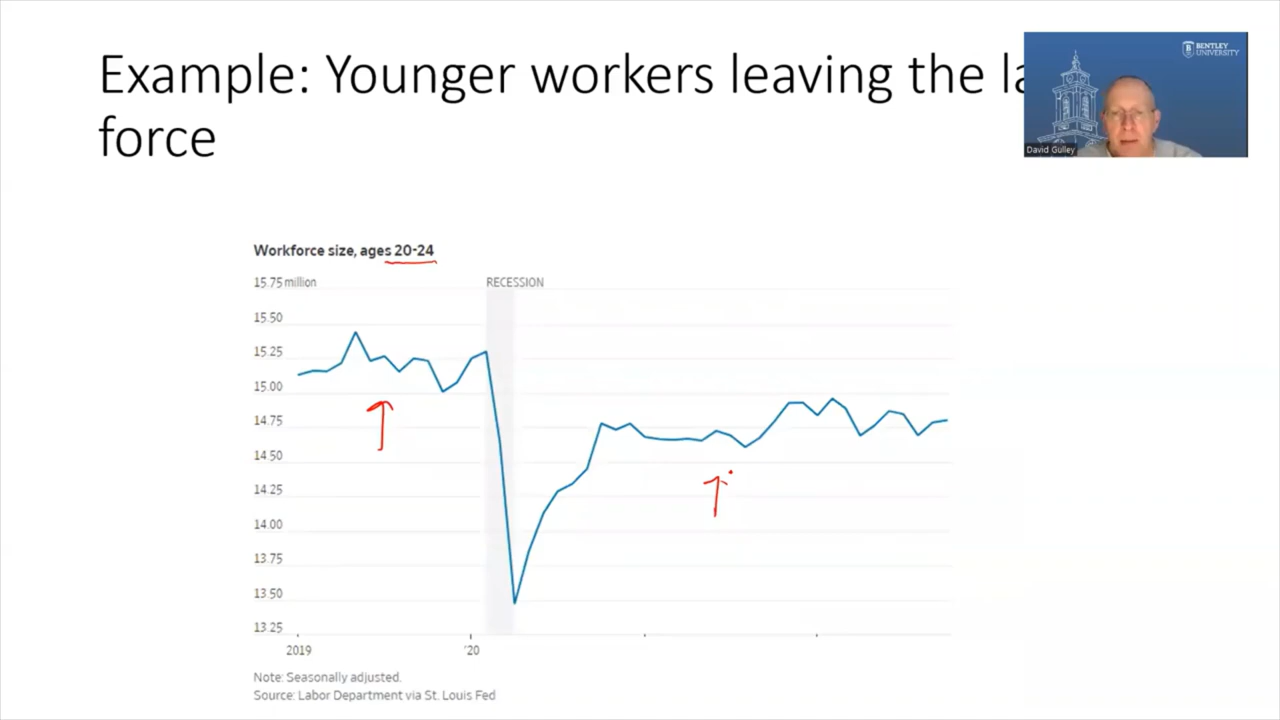 Example: Younger workers leaving the la
force
BENTLEY
UNIVERSITY
David Gulley
Workforce size, ages 20-24
15.75 million
RECESSION
15.50
15.25
15.00
14.75
14.50
14.25
14.00
13.75
13.50
13.25
2019
'20
Note: Seasonally adjusted.
Source: Labor Department via St. Louis Fed